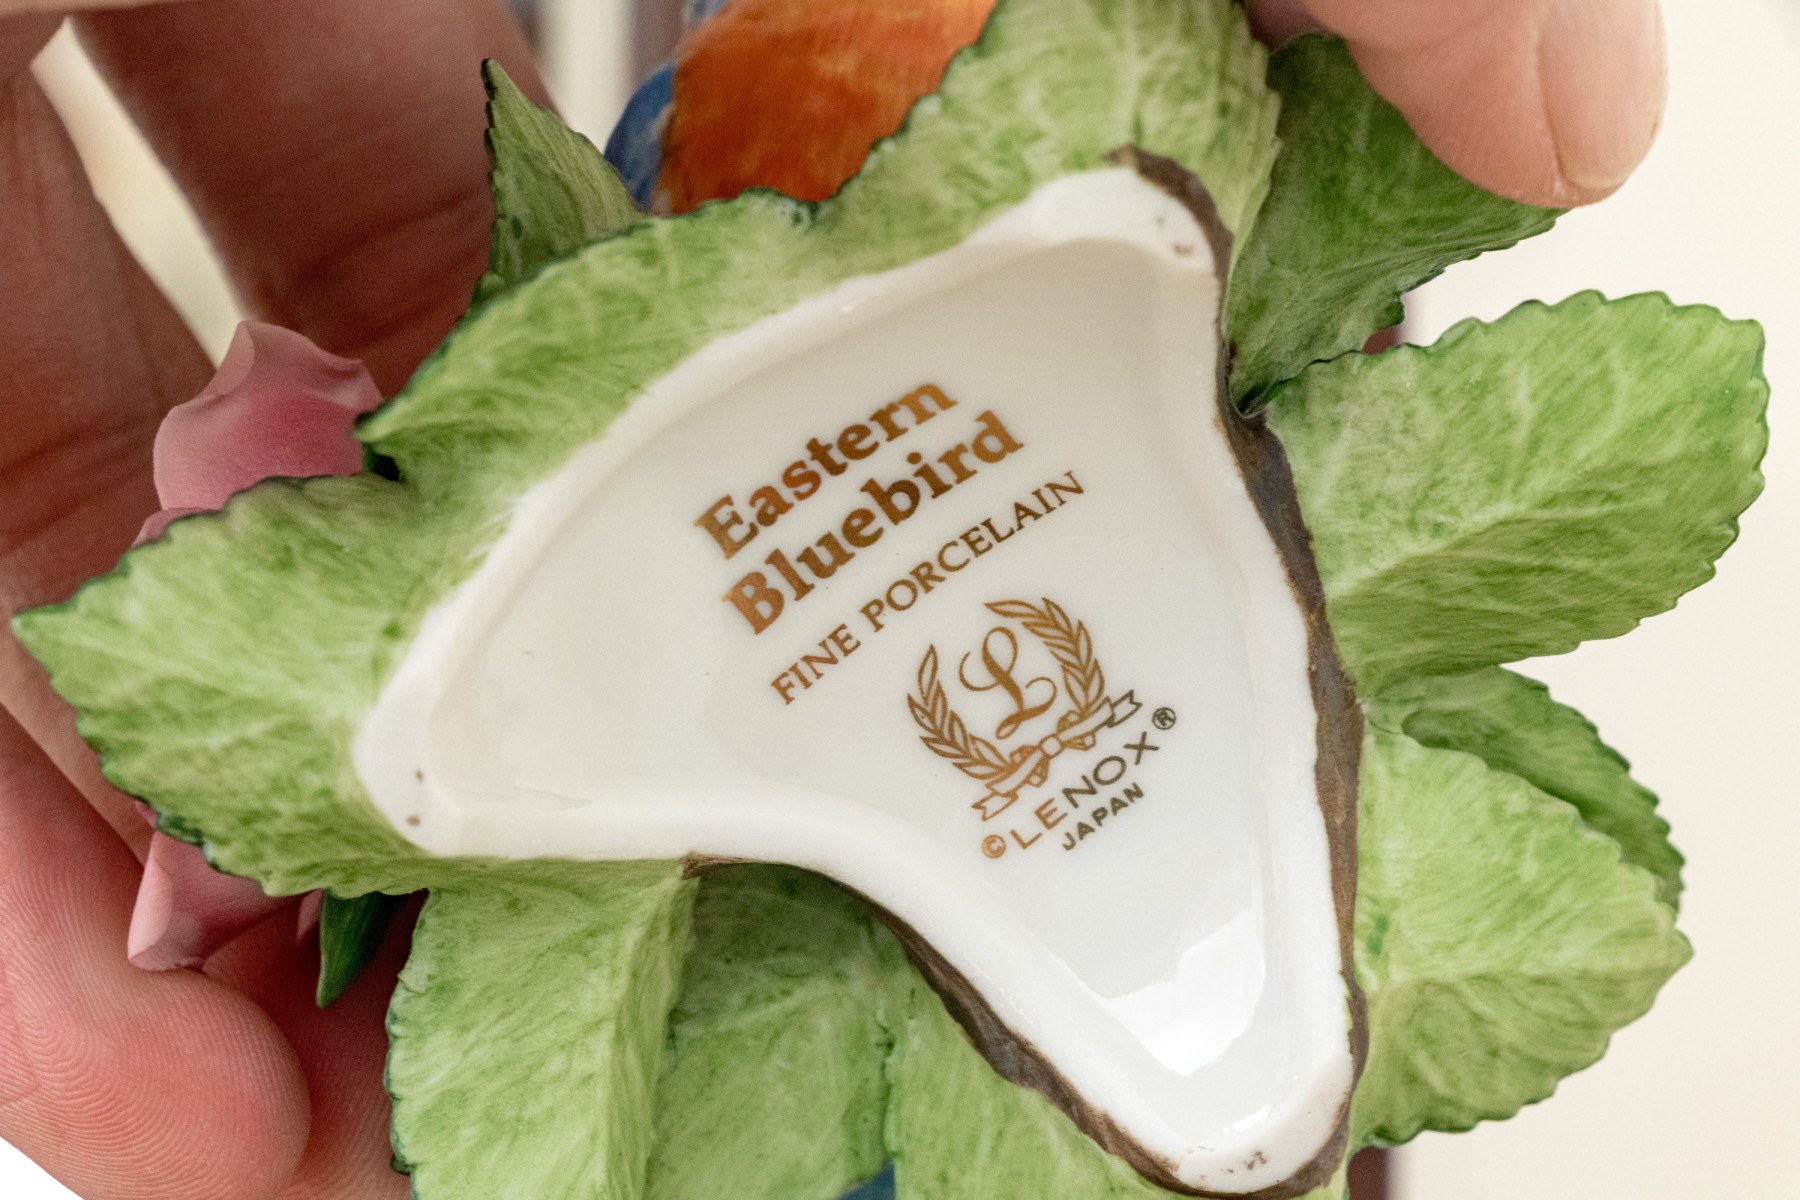 Eastern
Bluebird
FINE PORCELAIN
L
© LENOX®
JAPAN